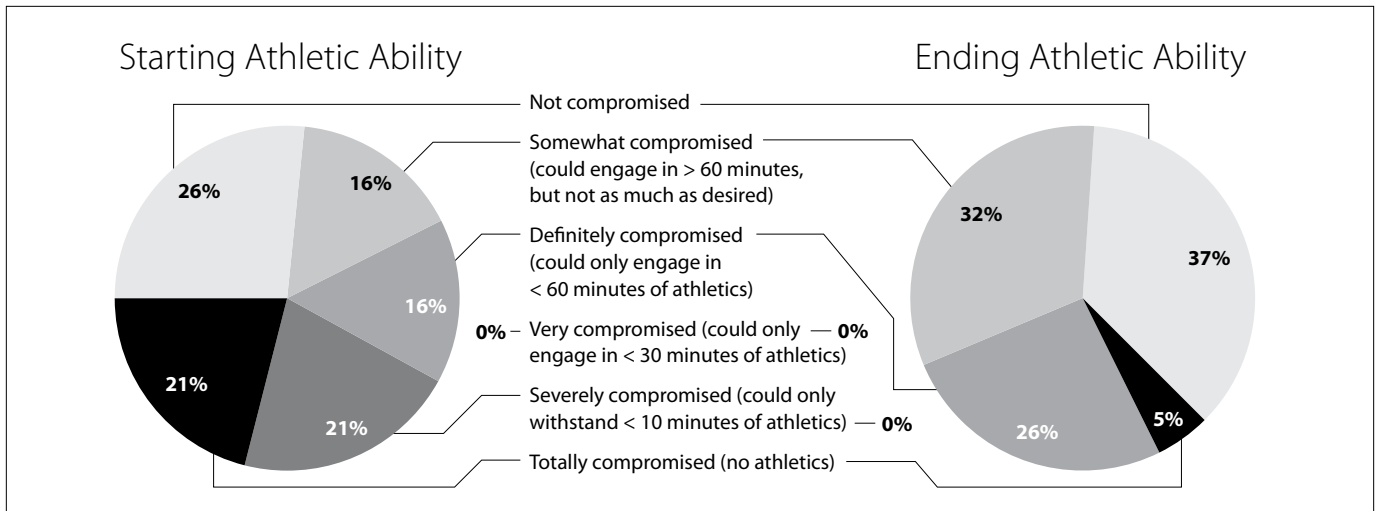 Starting Athletic Ability
Ending Athletic Ability
Not compromised
Somewhat compromised
(could engage in > 60 minutes,
but not as much as desired)
Definitely compromised
(could only engage in
< 60 minutes of athletics)
0%
Very compromised (could only
0%
engage in < 30 minutes of athletics)
Severely compromised (could only
withstand < 10 minutes of athletics)
0%
Totally compromised (no athletics)
26%
16%
16%
21%
21%
32%
37%
26%
5%